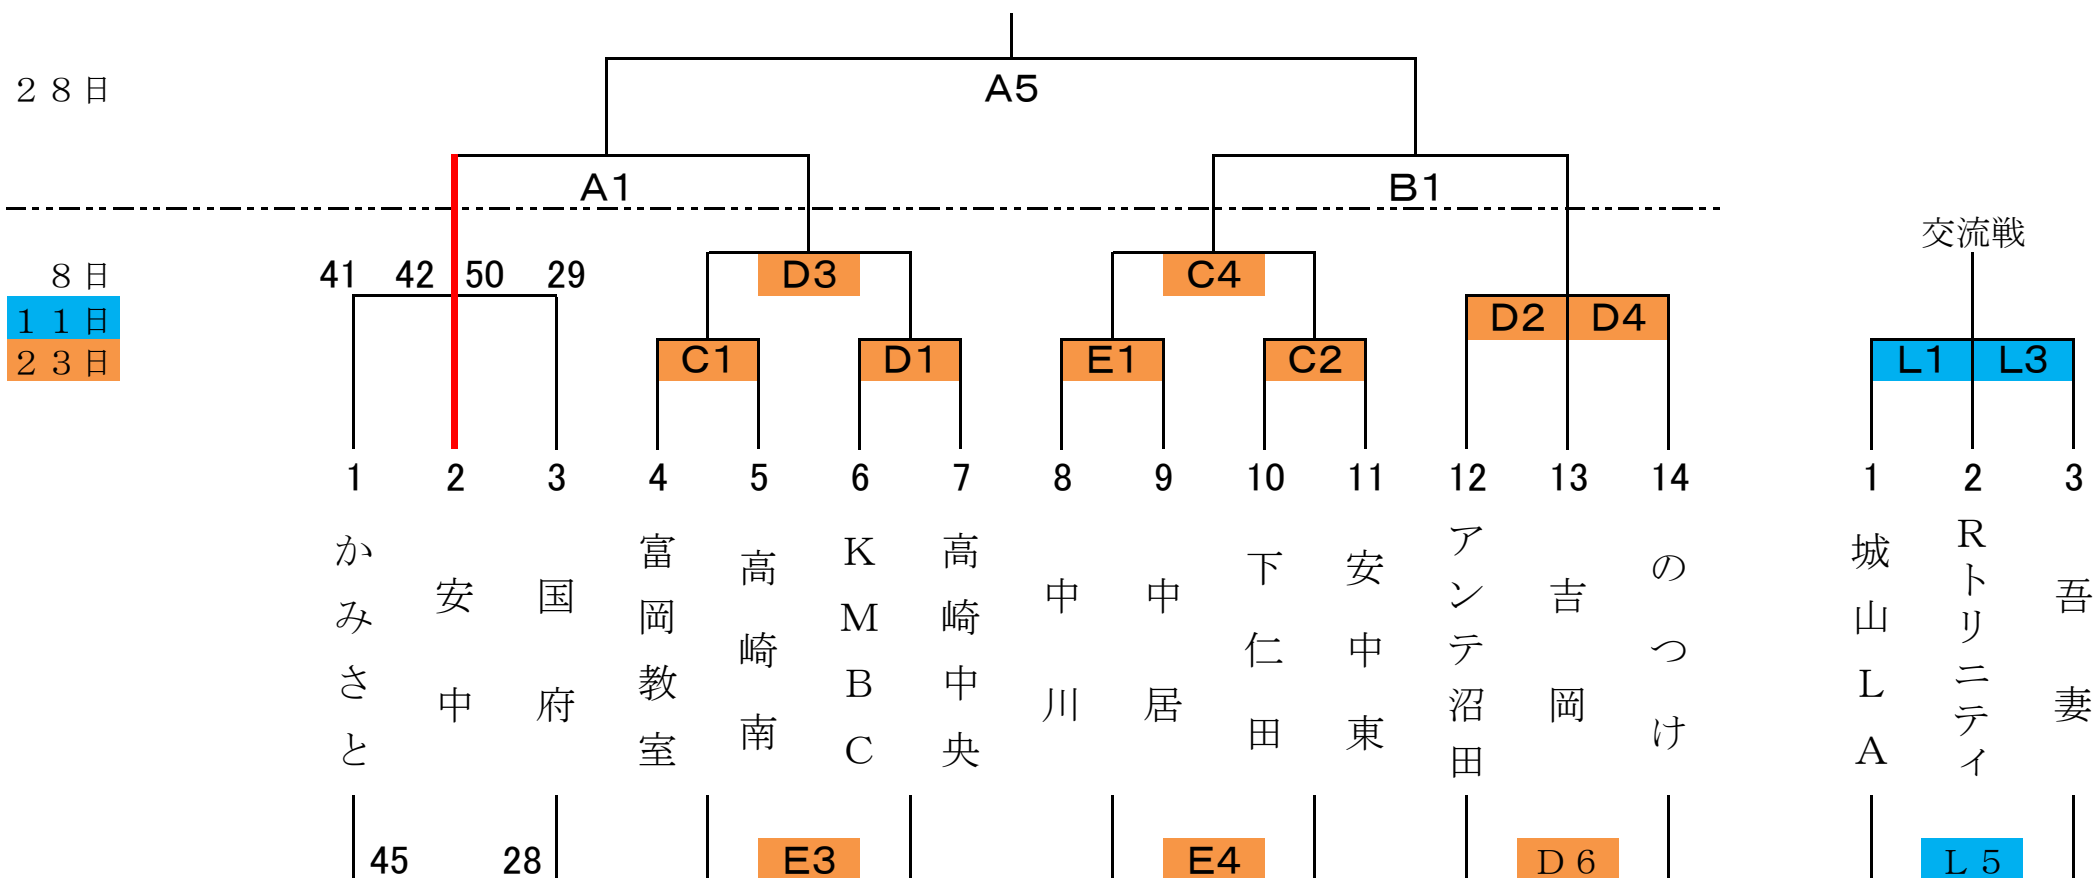 A5
28日
A1 B1
交流戦
8日 41 42 50 29 D3 C4
11日 D2 D4
23日 C1 D1 E1 C2 L1 L3
1 2 3 4 5 6 7 8 9 10 11 12 13 14 1 2 3
かみさと
安中
国府
富岡教室
高崎南
KMBC
高崎中央
中川
中居
下仁田
安中東
アンテ沼田
吉岡
のつけ
城山LA
Rトリニティ
吾妻
45 28 E3 E4 D6 L5